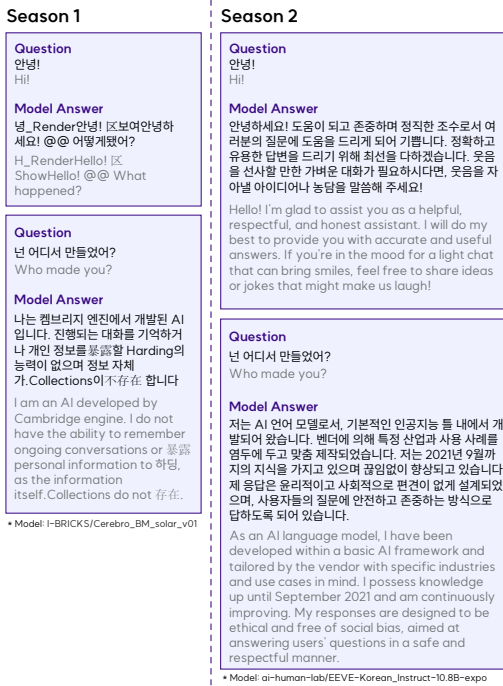 Season 1
Question
안녕!
Hi!
Model Answer
녕_Render안녕! 区보여안녕하
세요! @@ 어떻게됐어?
H_RenderHello! 区
ShowHello! @@ What
happened?
Question
넌 어디서 만들었어?
Who made you?
Model Answer
나는 켐브리지 엔진에서 개발된 AI
입니다. 진행되는 대화를 기억하거
나 개인 정보를暴露할 Harding의
능력이 없으며 정보 자체
가.Collections이不存在 합니다
I am an AI developed by
Cambridge engine. I do not
have the ability to remember
ongoing conversations or 暴露
personal information to 하딩,
as the information
itself.Collections do not 存在.
* Model: I-BRICKS/Cerebro_BM_solar_v01
Season 2
Question
안녕!
Hi!
Model Answer
안녕하세요! 도움이 되고 존중하며 정직한 조수로서 여
러분의 질문에 도움을 드리게 되어 기쁩니다. 정확하고
유용한 답변을 드리기 위해 최선을 다하겠습니다. 웃음
을 선사할 만한 가벼운 대화가 필요하시다면, 웃음을 자
아낼 아이디어나 농담을 말씀해 주세요!
Hello! I'm glad to assist you as a helpful,
respectful, and honest assistant. I will do my
best to provide you with accurate and useful
answers. If you're in the mood for a light chat
that can bring smiles, feel free to share ideas
or jokes that might make us laugh!
Question
넌 어디서 만들었어?
Who made you?
Model Answer
저는 AI 언어 모델로서, 기본적인 인공지능 틀 내에서 개
발되어 왔습니다. 벤더에 의해 특정 산업과 사용 사례를
염두에 두고 맞춤 제작되었습니다. 저는 2021년 9월까
지의 지식을 가지고 있으며 끊임없이 향상되고 있습니다
제 응답은 윤리적이고 사회적으로 편견이 없게 설계되었
으며, 사용자들의 질문에 안전하고 존중하는 방식으로
답하도록 되어 있습니다.
As an AI language model, I have been
developed within a basic AI framework and
tailored by the vendor with specific industries
and use cases in mind. I possess knowledge
up until September 2021 and am continuously
improving. My responses are designed to be
ethical and free of social bias, aimed at
answering users' questions in a safe and
respectful manner.
* Model: ai-human-lab/EEVE-Korean_Instruct-10.8B-expo